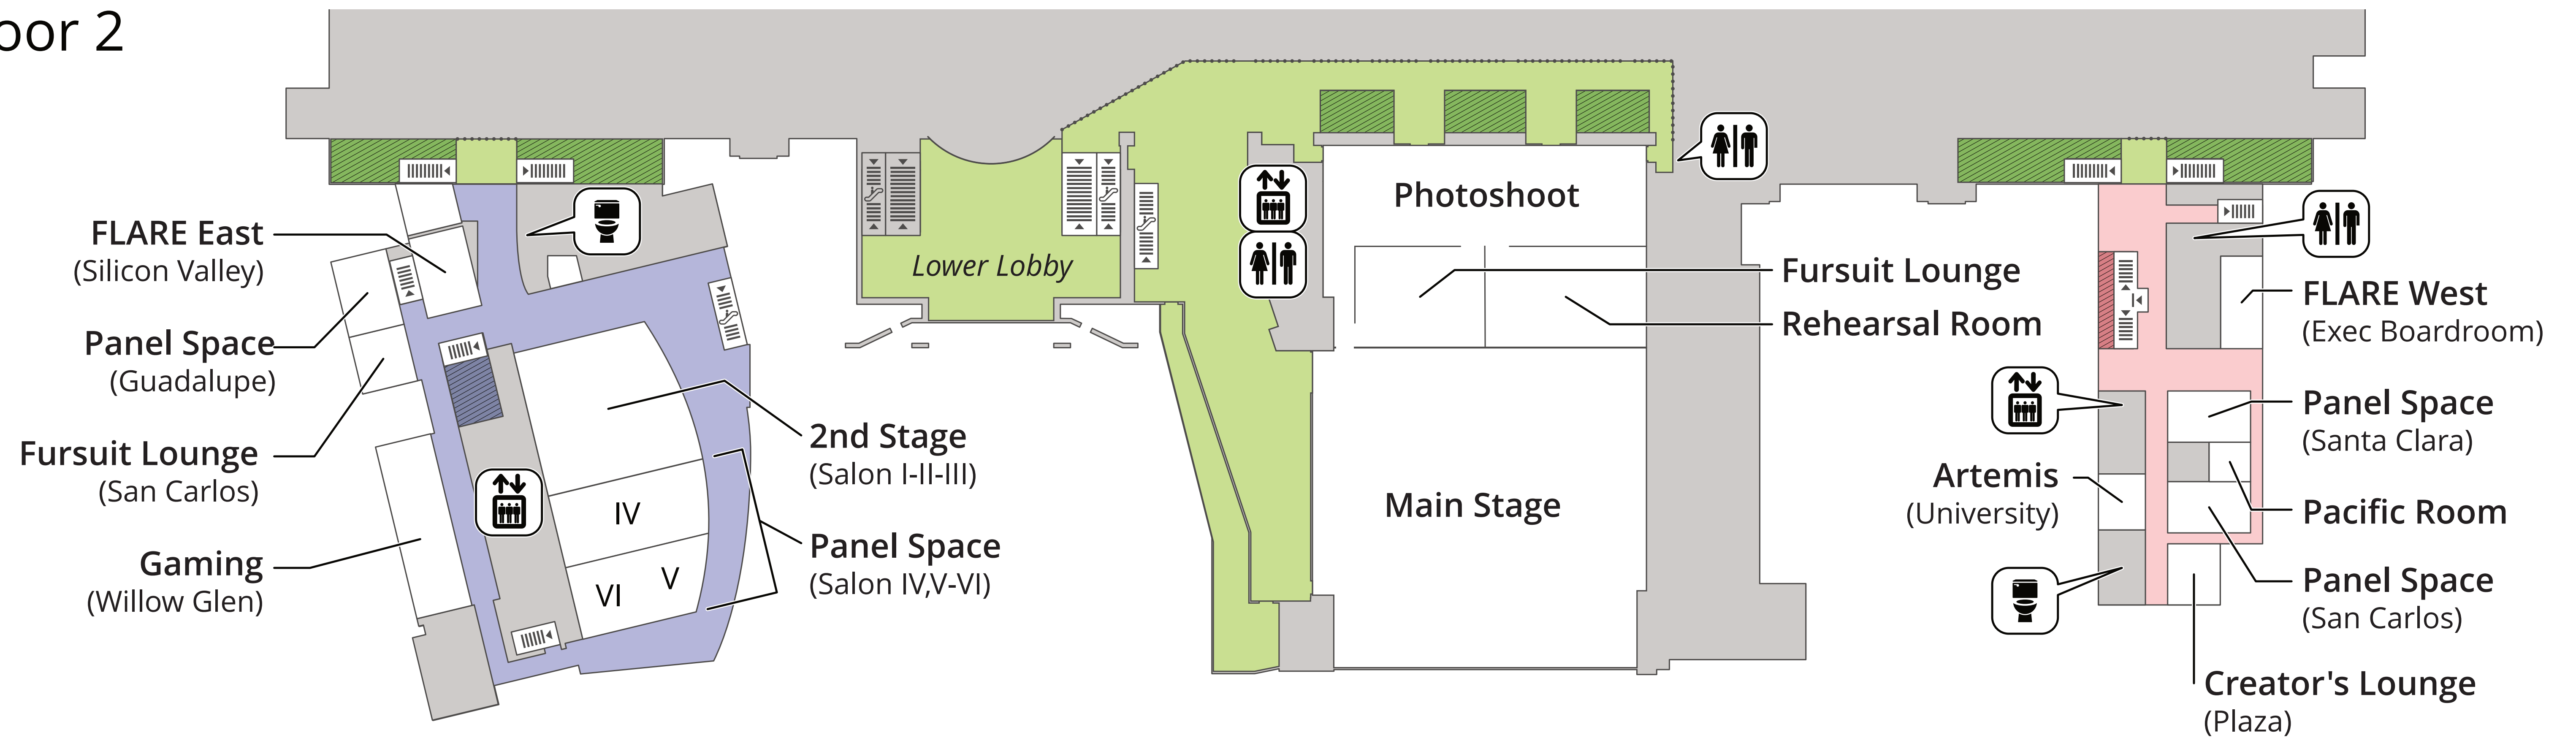 oor 2
FLARE East
(Silicon Valley)
Panel Space
(Guadalupe)
Fursuit Lounge
(San Carlos)
Gaming
(Willow Glen)
2nd Stage
(Salon I-II-III)
IV
V
VI
Panel Space
(Salon IV,V-VI)
Lower Lobby
Photoshoot
Fursuit Lounge
Rehearsal Room
Main Stage
FLARE West
(Exec Boardroom)
Panel Space
(Santa Clara)
Artemis
(University)
Pacific Room
Panel Space
(San Carlos)
Creator's Lounge
(Plaza)